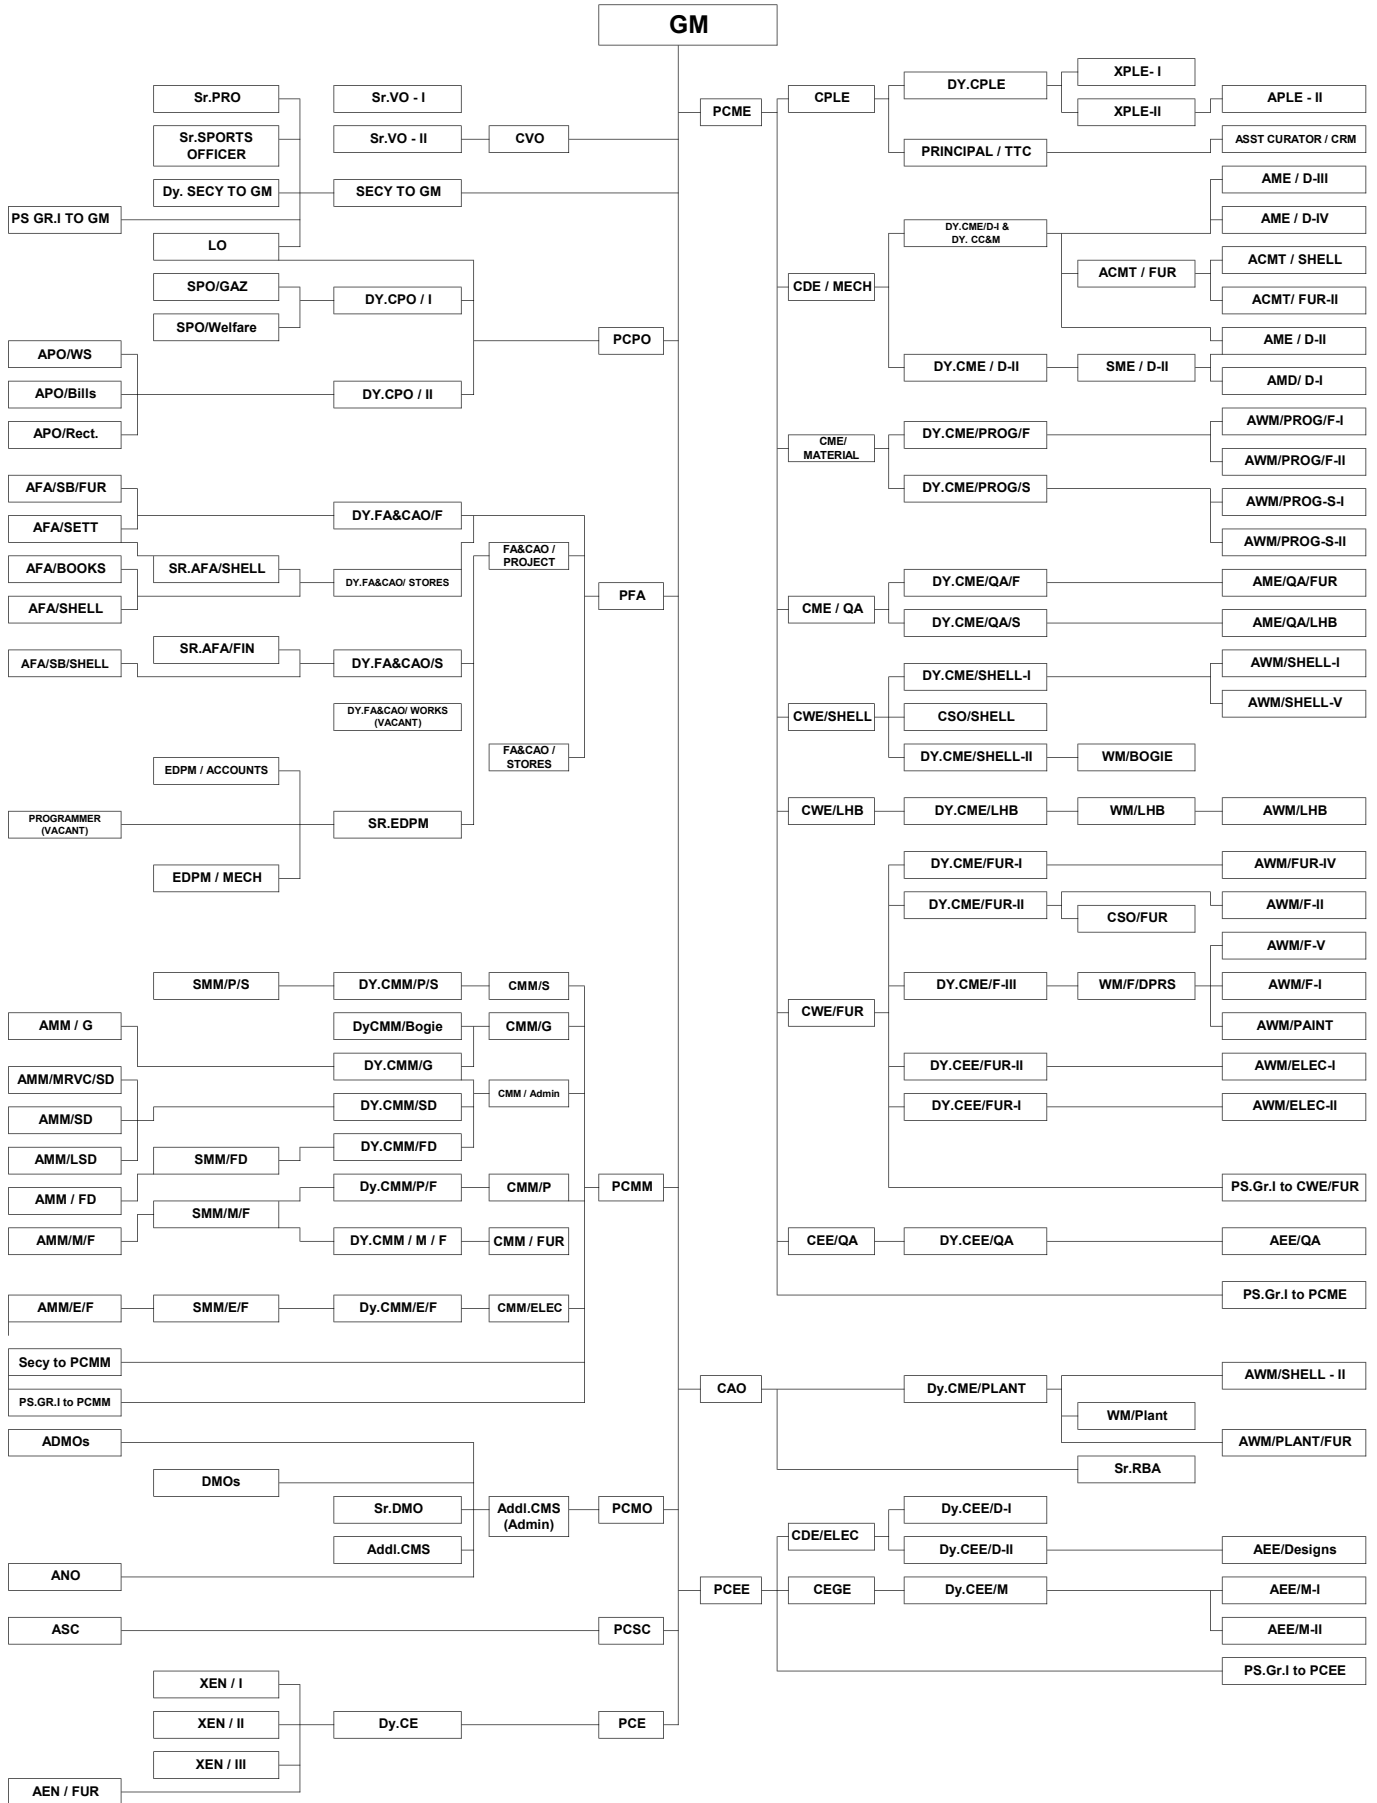 GM
Sr.PRO
Sr.VO - I
Sr.SPORTS
OFFICER
Sr.VO - II
CVO
Dy. SECY TO GM
SECY TO GM
PS GR.I TO GM
LO
SPO/GAZ
DY.CPO / I
SPO/Welfare
PCPO
APO/WS
APO/Bills
DY.CPO / II
APO/Rect.
AFA/SB/FUR
DY.FA&CAO/F
AFA/SETT
FA&CAO /
PROJECT
AFA/BOOKS
SR.AFA/SHELL
DY.FA&CAO/ STORES
AFA/SHELL
PFA
SR.AFA/FIN
AFA/SB/SHELL
DY.FA&CAO/S
DY.FA&CAO/ WORKS
(VACANT)
FA&CAO /
STORES
EDPM / ACCOUNTS
PROGRAMMER
(VACANT)
SR.EDPM
EDPM / MECH
SMM/P/S
DY.CMM/P/S
CMM/S
AMM / G
DyCMM/Bogie
CMM/G
DY.CMM/G
AMM/MRVC/SD
CMM / Admin
AMM/SD
DY.CMM/SD
AMM/LSD
SMM/FD
DY.CMM/FD
AMM / FD
SMM/M/F
Dy.CMM/P/F
CMM/P
PCMM
AMM/M/F
DY.CMM / M / F
CMM / FUR
AMM/E/F
SMM/E/F
Dy.CMM/E/F
CMM/ELEC
Secy to PCMM
PS.GR.I to PCMM
ADMOs
DMOs
Sr.DMO
Addl.CMS
(Admin)
PCMO
Addl.CMS
ANO
ASC
PCSC
XEN / I
XEN / II
Dy.CE
PCE
XEN / III
AEN / FUR
PCME
CPLE
DY.CPLE
XPLE- I
XPLE-II
APLE - II
PRINCIPAL / TTC
ASST CURATOR / CRM
AME / D-III
DY.CME/D-I &
DY. CC&M
AME / D-IV
CDE / MECH
ACMT / FUR
ACMT / SHELL
ACMT/ FUR-II
AME / D-II
DY.CME / D-II
SME / D-II
AMD/ D-I
CME/
MATERIAL
DY.CME/PROG/F
AWM/PROG/F-I
AWM/PROG/F-II
DY.CME/PROG/S
AWM/PROG-S-I
AWM/PROG-S-II
CME / QA
DY.CME/QA/F
AME/QA/FUR
DY.CME/QA/S
AME/QA/LHB
DY.CME/SHELL-I
AWM/SHELL-I
AWM/SHELL-V
CWE/SHELL
CSO/SHELL
DY.CME/SHELL-II
WM/BOGIE
CWE/LHB
DY.CME/LHB
WM/LHB
AWM/LHB
DY.CME/FUR-I
AWM/FUR-IV
DY.CME/FUR-II
AWM/F-II
CSO/FUR
AWM/F-V
CWE/FUR
DY.CME/F-III
WM/F/DPRS
AWM/F-I
AWM/PAINT
DY.CEE/FUR-II
AWM/ELEC-I
DY.CEE/FUR-I
AWM/ELEC-II
PS.Gr.I to CWE/FUR
CEE/QA
DY.CEE/QA
AEE/QA
PS.Gr.I to PCME
CAO
Dy.CME/PLANT
AWM/SHELL - II
WM/Plant
AWM/PLANT/FUR
Sr.RBA
CDE/ELEC
Dy.CEE/D-I
Dy.CEE/D-II
AEE/Designs
PCEE
CEGE
Dy.CEE/M
AEE/M-I
AEE/M-II
PS.Gr.I to PCEE